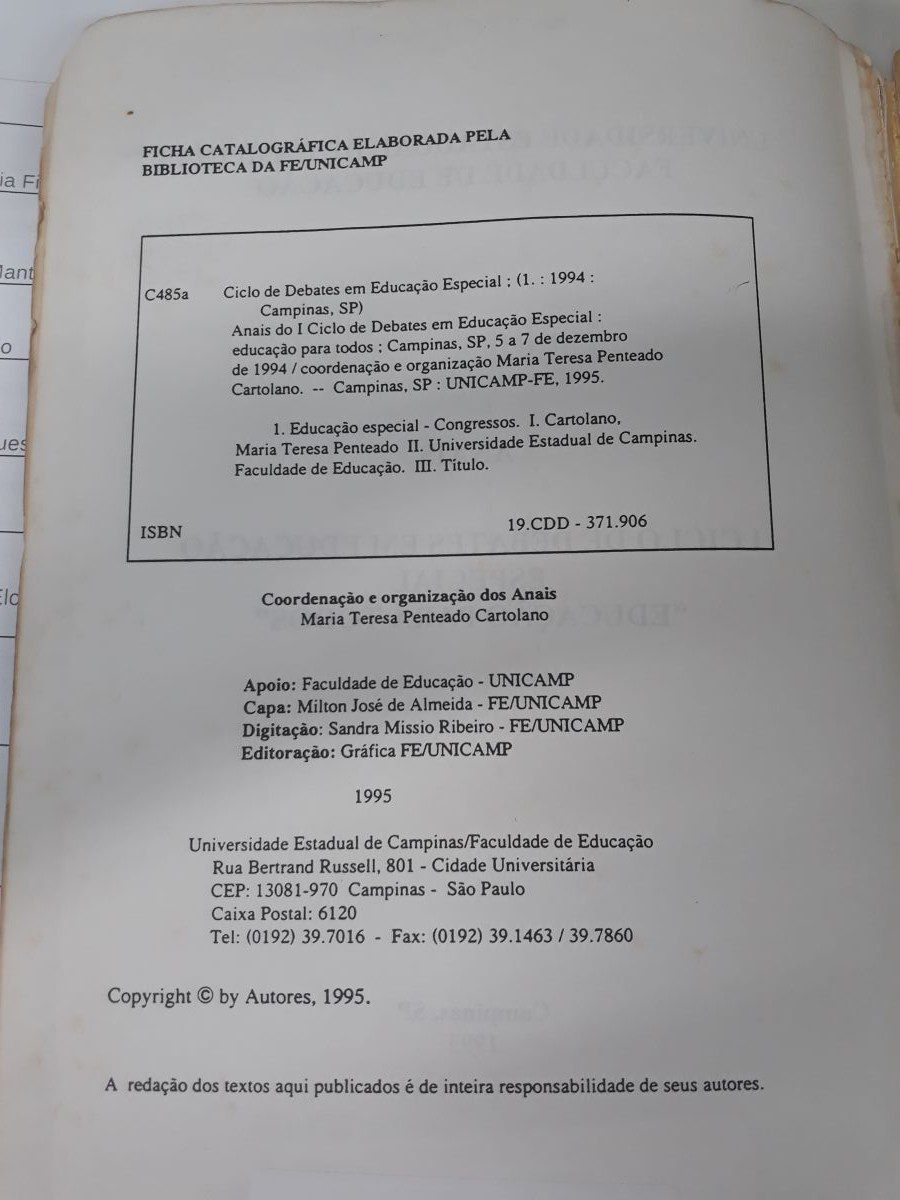 FICHA CATALOGRÁFICA ELABORADA PELA
BIBLIOTECA DA FE/UNICAMP
C485a Ciclo de Debates em Educação Especial ; (1. : 1994 :
Campinas, SP)
Anais do I Ciclo de Debates em Educação Especial :
educação para todos ; Campinas, SP, 5 a 7 de dezembro
de 1994 / coordenação e organização Maria Teresa Penteado
Cartolano. -- Campinas, SP : UNICAMP-FE, 1995.
1. Educação especial - Congressos. I. Cartolano,
Maria Teresa Penteado II. Universidade Estadual de Campinas.
Faculdade de Educação. III. Título.
ISBN 19.CDD - 371.906
Coordenação e organização dos Anais
Maria Teresa Penteado Cartolano
Apoio: Faculdade de Educação - UNICAMP
Capa: Milton José de Almeida - FE/UNICAMP
Digitação: Sandra Missio Ribeiro - FE/UNICAMP
Editoração: Gráfica FE/UNICAMP
1995
Universidade Estadual de Campinas/Faculdade de Educação
Rua Bertrand Russell, 801 - Cidade Universitária
CEP: 13081-970 Campinas - São Paulo
Caixa Postal: 6120
Tel: (0192) 39.7016 - Fax: (0192) 39.1463 / 39.7860
Copyright © by Autores, 1995.
A redação dos textos aqui publicados é de inteira responsabilidade de seus autores.